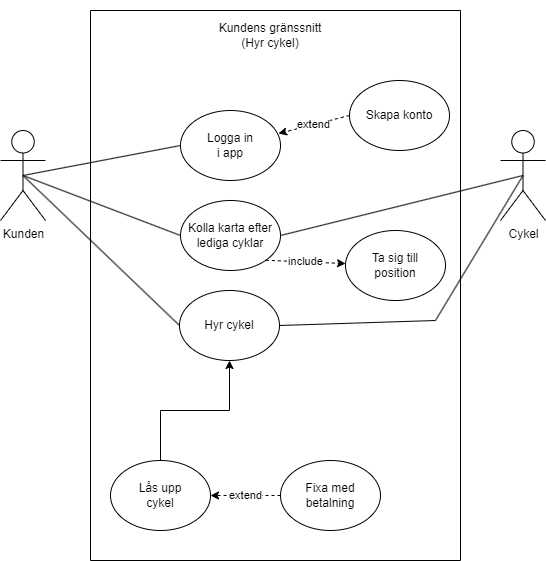 Kundens gränssnitt
(Hyr cykel)
Skapa konto
extend
Logga in
i app
Kunden
Cykel
Kolla karta efter
lediga cyklar
include
Ta sig till
position
Hyr cykel
Lås upp
cykel
extend
Fixa med
betalning